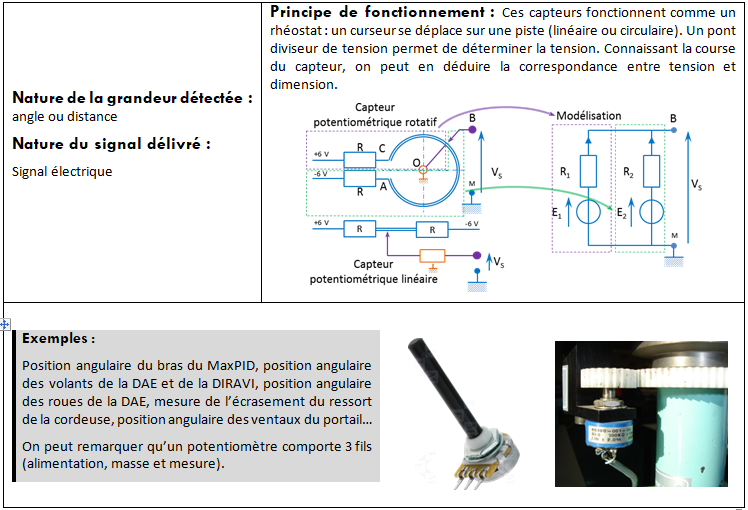 Nature de la grandeur détectée :
angle ou distance
Nature du signal délivré :
Signal électrique
Principe de fonctionnement : Ces capteurs fonctionnent comme un
rhéostat : un curseur se déplace sur une piste (linéaire ou circulaire). Un pont
diviseur de tension permet de déterminer la tension. Connaissant la course
du capteur, on peut en déduire la correspondance entre tension et
dimension.
Capteur
potentiométrique rotatif
B
+6 V
R
C
O
-6 V
R
A
M
Vs
+6 V
R
R
-6 V
Capteur
potentiométrique linéaire
Vs
Modélisation
B
R1
R2
E1
E2
Vs
M
Exemples :
Position angulaire du bras du MaxPID, position angulaire
des volants de la DAE et de la DIRAVI, position angulaire
des roues de la DAE, mesure de l'écrasement du ressort
de la cordeuse, position angulaire des ventaux du portail...
On peut remarquer qu'un potentiomètre comporte 3 fils
(alimentation, masse et mesure).